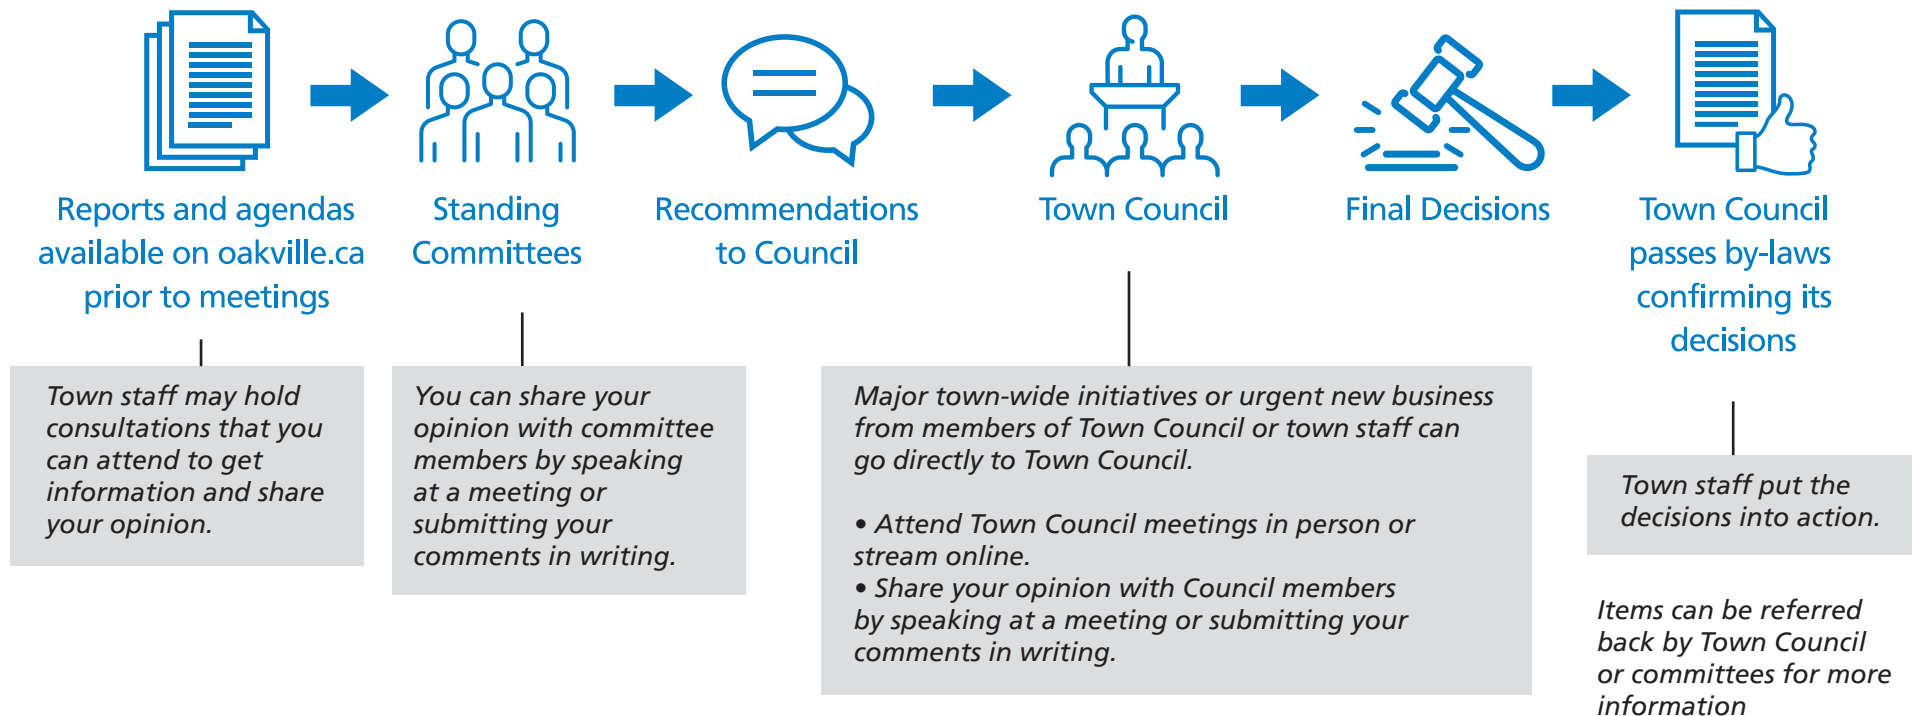 Reports and agendas
available on oakville.ca
prior to meetings
Standing
Committees
Recommendations
to Council
Town Council
Final Decisions
Town Council
passes by-laws
confirming its
decisions
Town staff may hold
consultations that you
can attend to get
information and share
your opinion.
You can share your
opinion with committee
members by speaking
at a meeting or
submitting your
comments in writing.
Major town-wide initiatives or urgent new business
from members of Town Council or town staff can
go directly to Town Council.
• Attend Town Council meetings in person or
stream online.
• Share your opinion with Council members
by speaking at a meeting or submitting your
comments in writing.
Town staff put the
decisions into action.
Items can be referred
back by Town Council
or committees for more
information